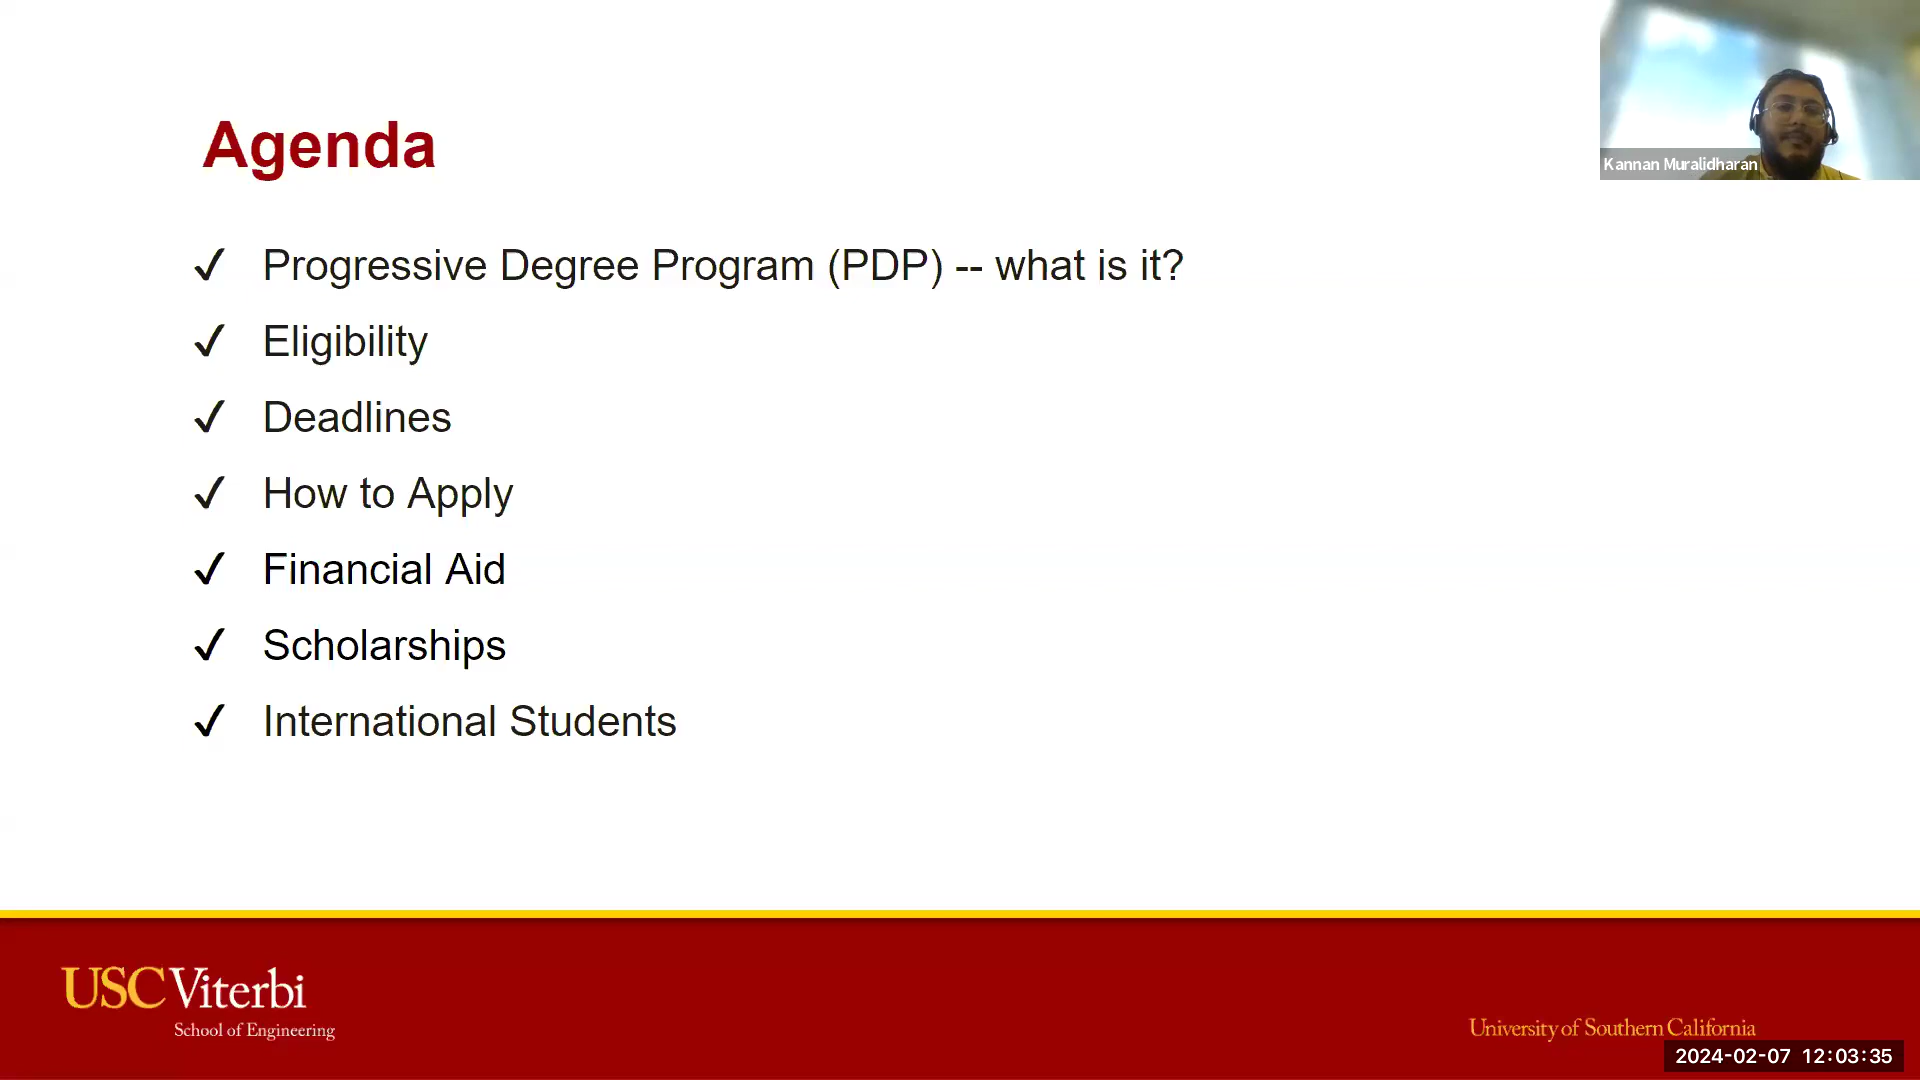 Agenda
Kannan Muralidharan
✓ Progressive Degree Program (PDP) -- what is it?
✓ Eligibility
✓ Deadlines
✓ How to Apply
✓ Financial Aid
✓ Scholarships
✓ International Students
USC Viterbi
School of Engineering
University of Southern California
2024-02-07 12:03:35